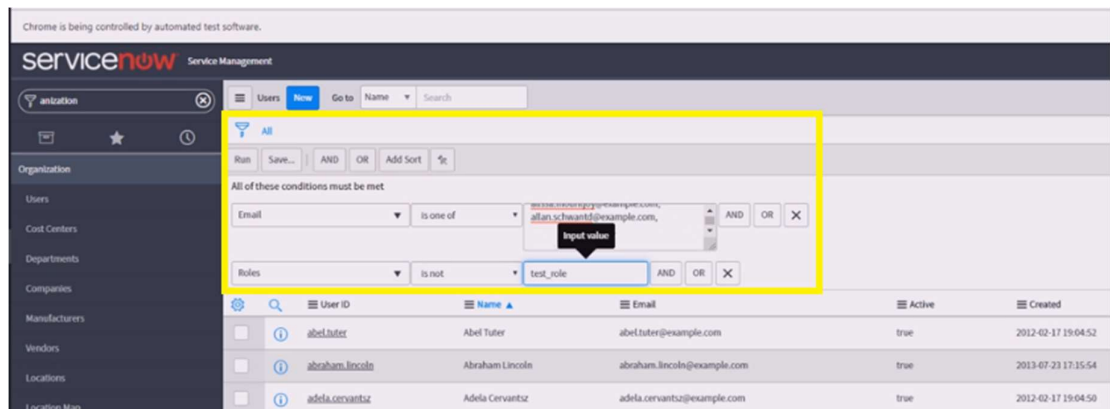 Chrome is being controlled by automated test software.
servicenow Service Management
anization
Users New Go to Name Search
All
Run Save... AND OR Add Sort
Organization
All of these conditions must be met
Users
Email is one of allan.schwantd@example.com, AND OR
Cost Centers
Input value
Departments
Roles is not test_role AND OR
Companies
User ID Name Email Active Created
Manufacturers
abel.tuter Abel Tuter abel.tuter@example.com true 2012-02-17 19:04:52
Vendors
abraham.lincoln Abraham Lincoln abraham.lincoln@example.com true 2013-07-23 17:15:54
Locations
adela.cervantsz Adela Cervantsz adela.cervantsz@example.com true 2012-02-17 19:04:50
Location Map